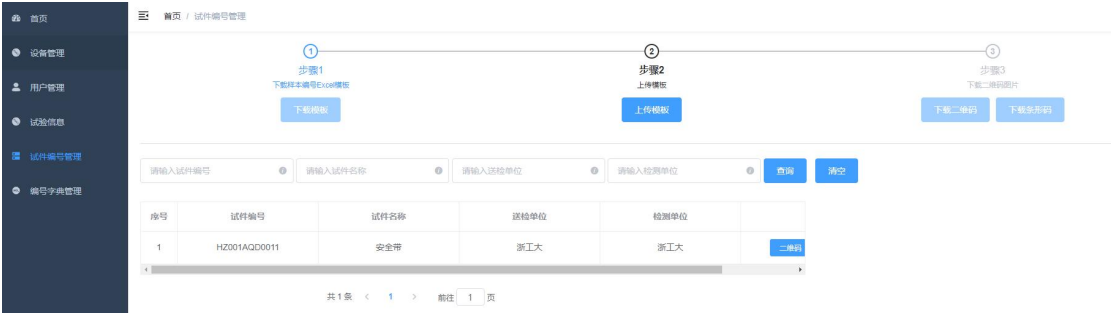 首页
设备管理
用户管理
试验信息
试件编号管理
编号字典管理
首页 / 试件编号管理
1 2 3
步骤1 步骤2 步骤3
下载样本编号Excel模板 上传模板 下载二维码图片
下载模板 上传模板 下载二维码 下载条形码
请输入试件编号 请输入试件名称 请输入送检单位 请输入检测单位 查询 清空
序号 试件编号 试件名称 送检单位 检测单位
1 HZ001AQD0011 安全带 浙工大 浙工大 二维码
共1条 < 1 > 前往 1 页